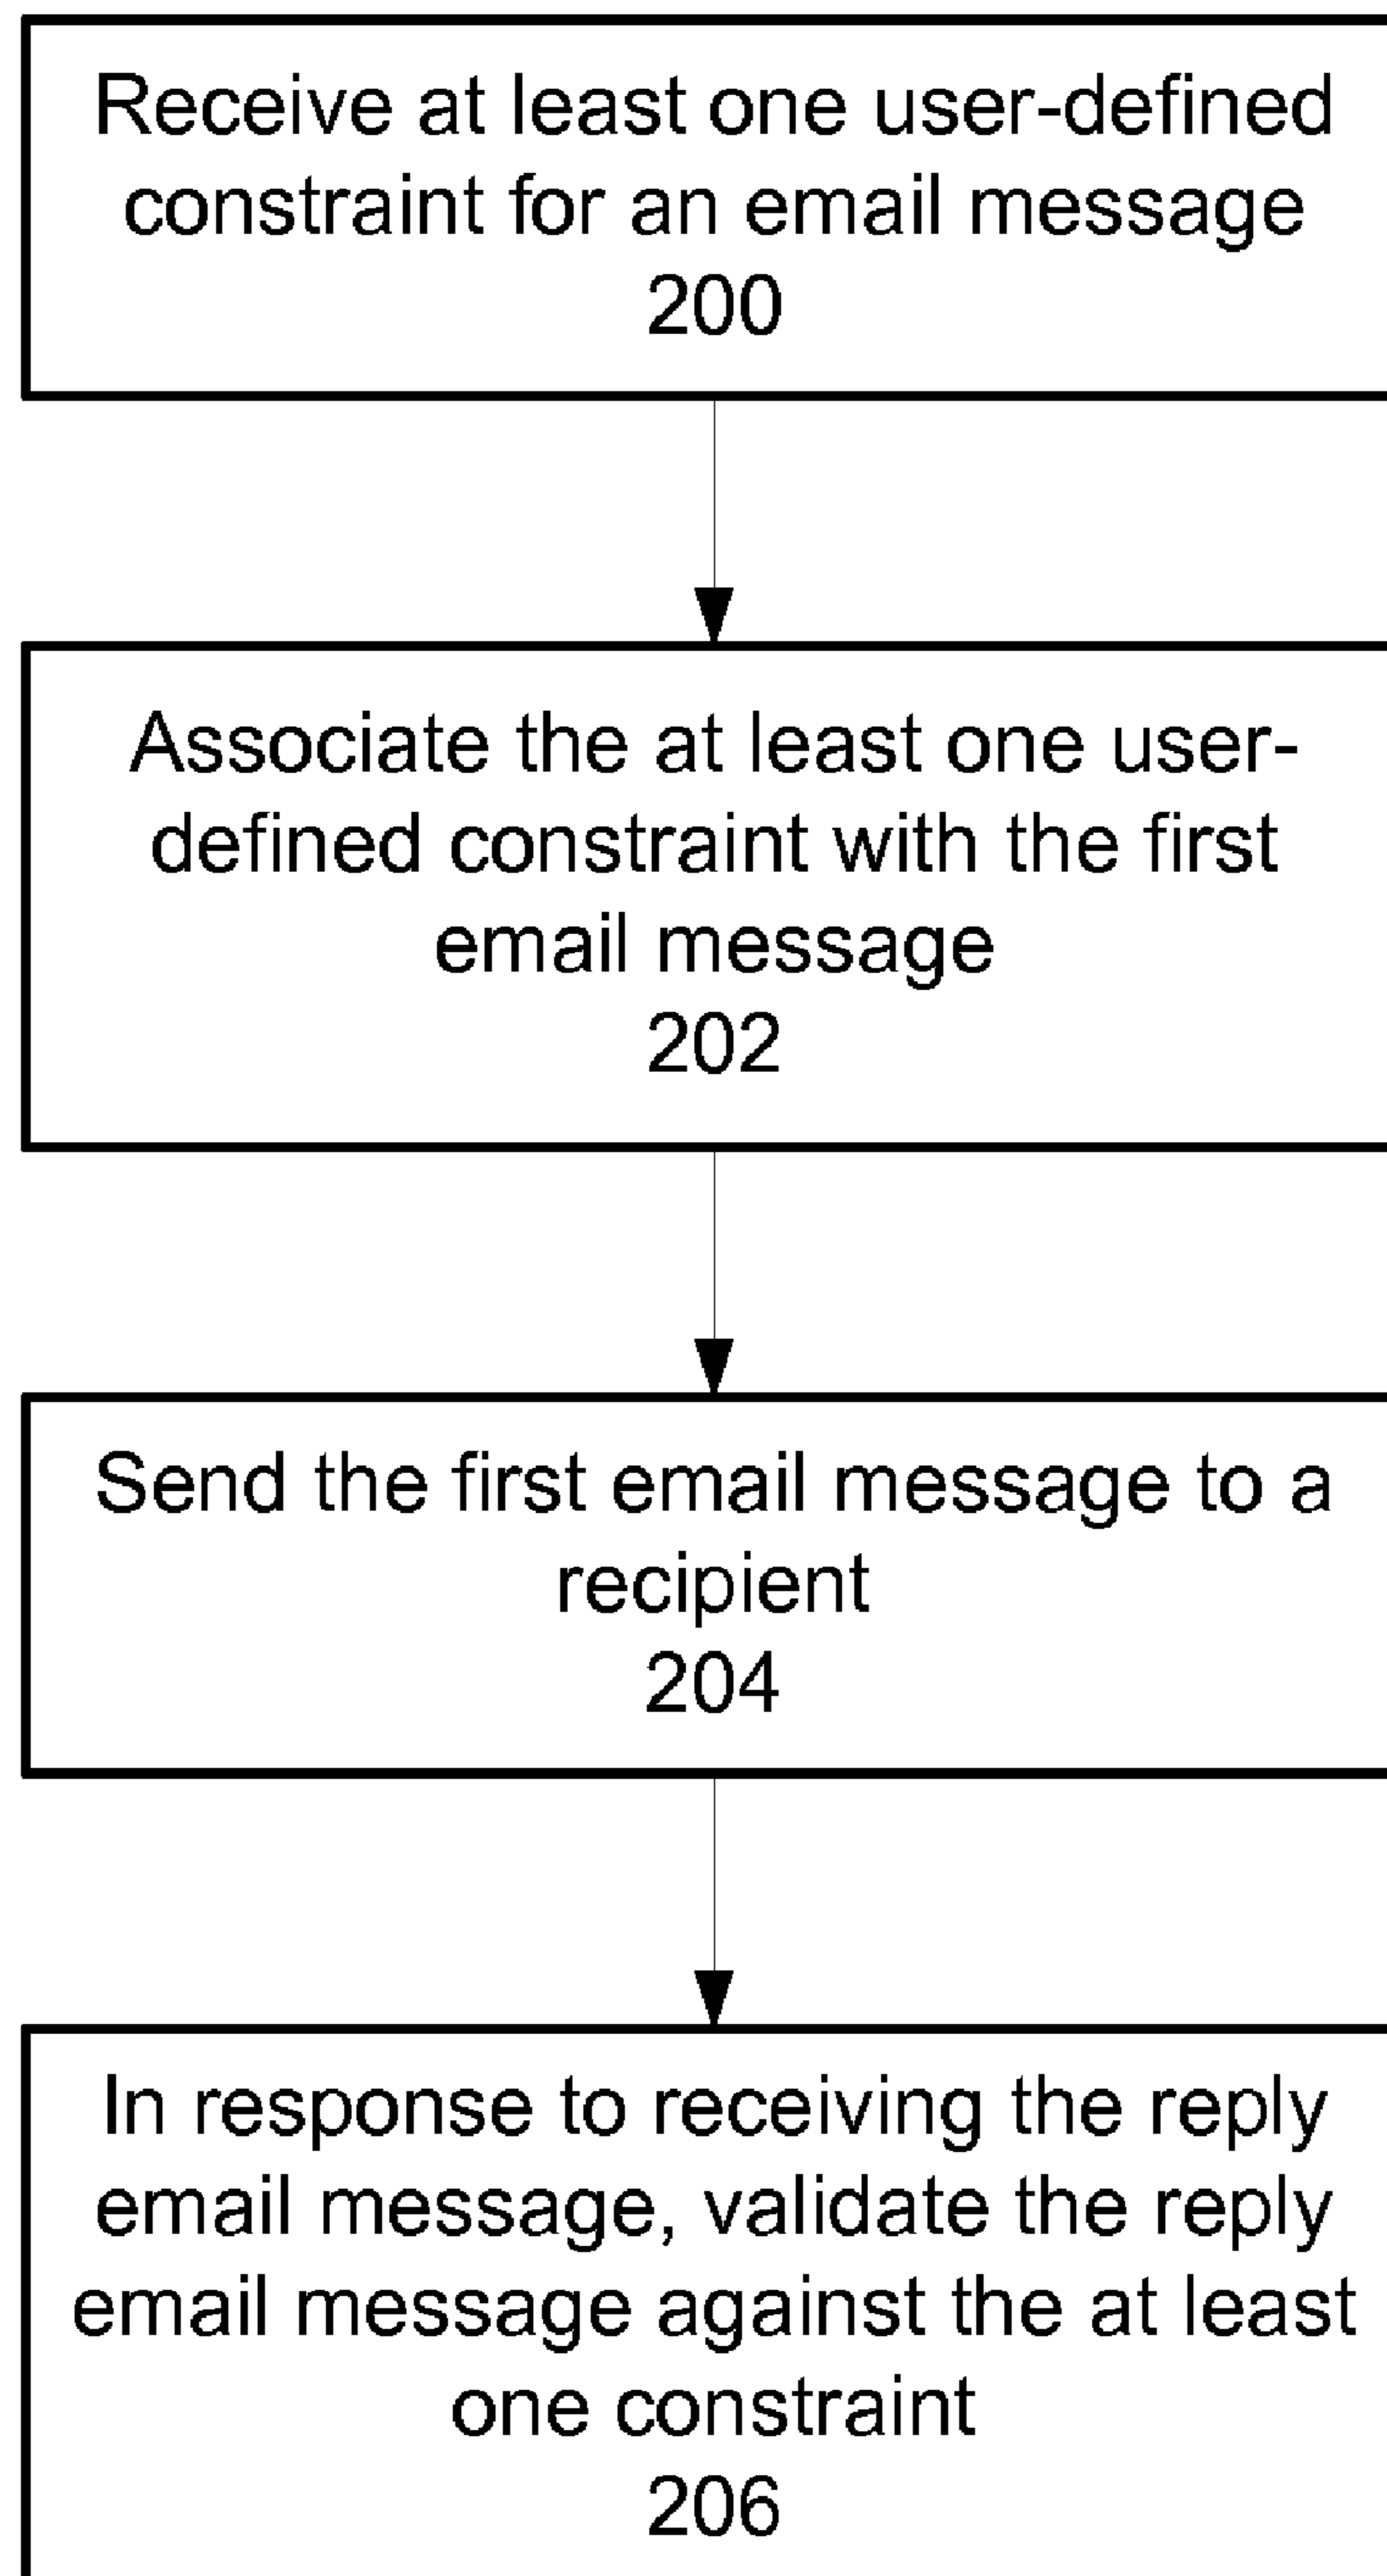 Receive at least one user-defined
constraint for an email message
200
Associate the at least one user-
defined constraint with the first
email message
202
Send the first email message to a
recipient
204
In response to receiving the reply
email message, validate the reply
email message against the at least
one constraint
206